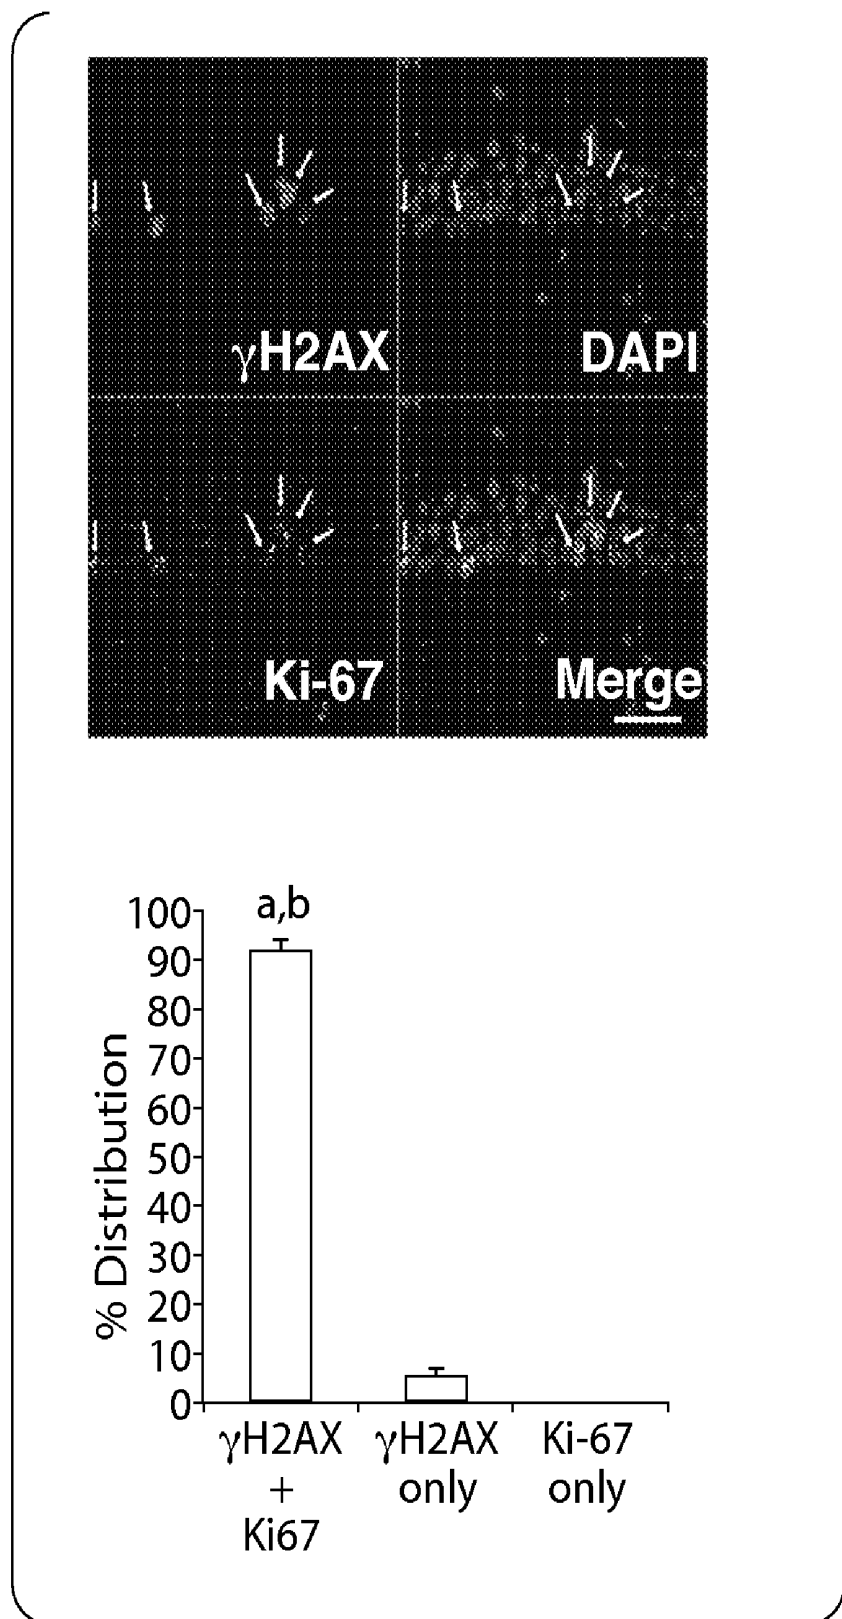 γH2AX
DAPI
Ki-67
Merge
a,b
100
90
80
70
60
50
40
30
20
10
0
% Distribution
γH2AX
+
Ki67
γH2AX
only
Ki-67
only